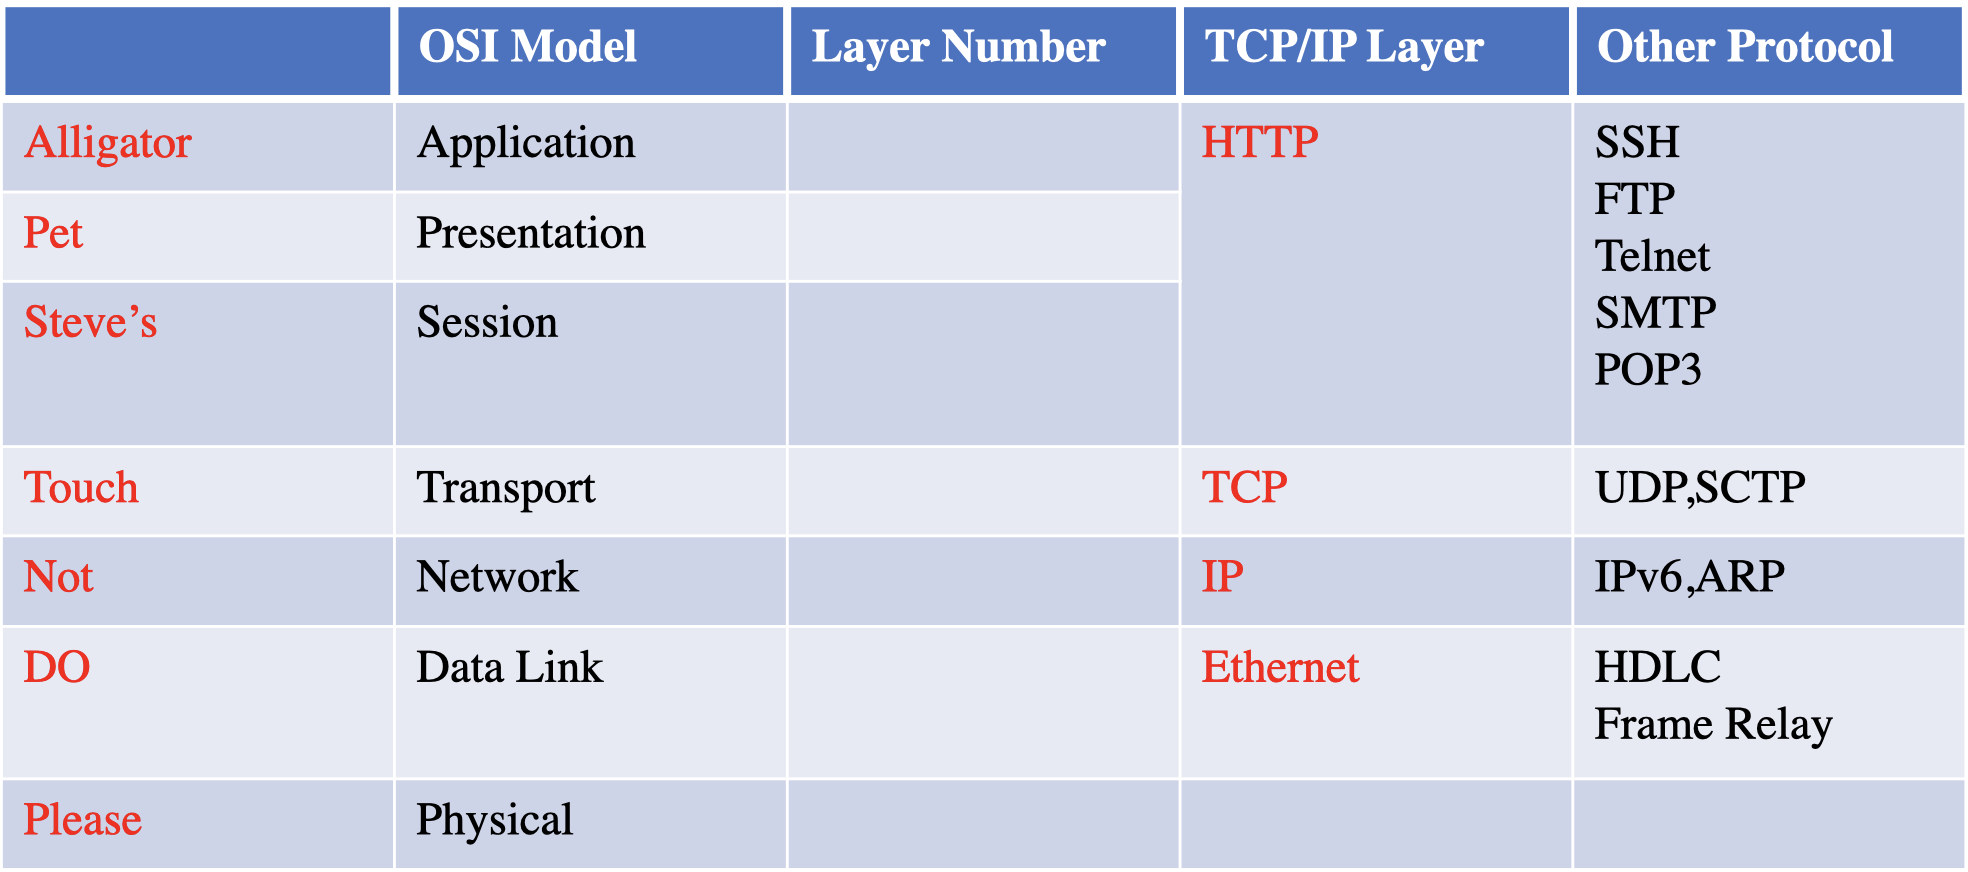 OSI Model
Layer Number
TCP/IP Layer
Other Protocol
Alligator
Application
HTTP
SSH
FTP
Telnet
SMTP
POP3
Pet
Presentation
Steve’s
Session
Touch
Transport
TCP
UDP,SCTP
Not
Network
IP
IPv6,ARP
DO
Data Link
Ethernet
HDLC
Frame Relay
Please
Physical